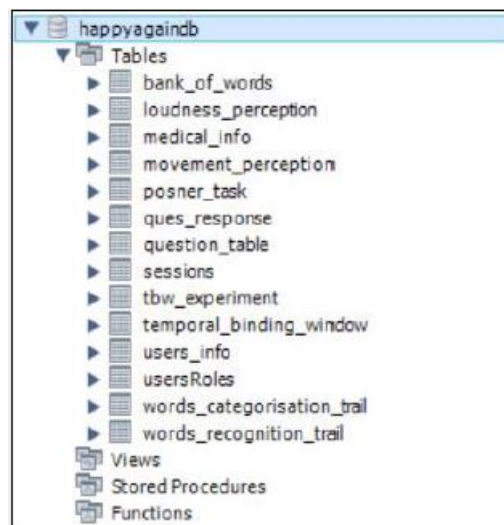 happyagaindb
Tables
bank_of_words
loudness_perception
medical_info
movement_perception
posner_task
ques_response
question_table
sessions
tbw_experiment
temporal_binding_window
users_info
usersRoles
words_categorisation_trail
words_recognition_trail
Views
Stored Procedures
Functions